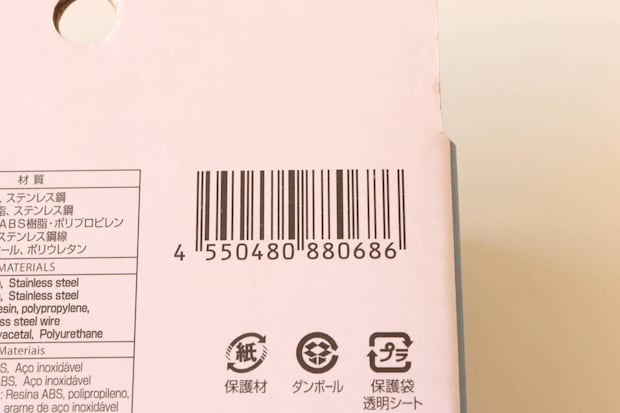 材質
、ステンレス鋼
脂、ステンレス鋼
ABS樹脂・ポリプロピレン
ステンレス鋼線
ール、ポリウレタン
MATERIALS
, Stainless steel
, Stainless steel
esin, polypropylene,
ss steel wire
yacetal, Polyurethane
Materiais
S, Aço inoxidável
BS, Aço inoxidável
: Resina ABS, polipropileno,
arame de aço inoxidável
4 550480 880686
紙
保護材
ダンボール
プラ
保護袋
透明シート